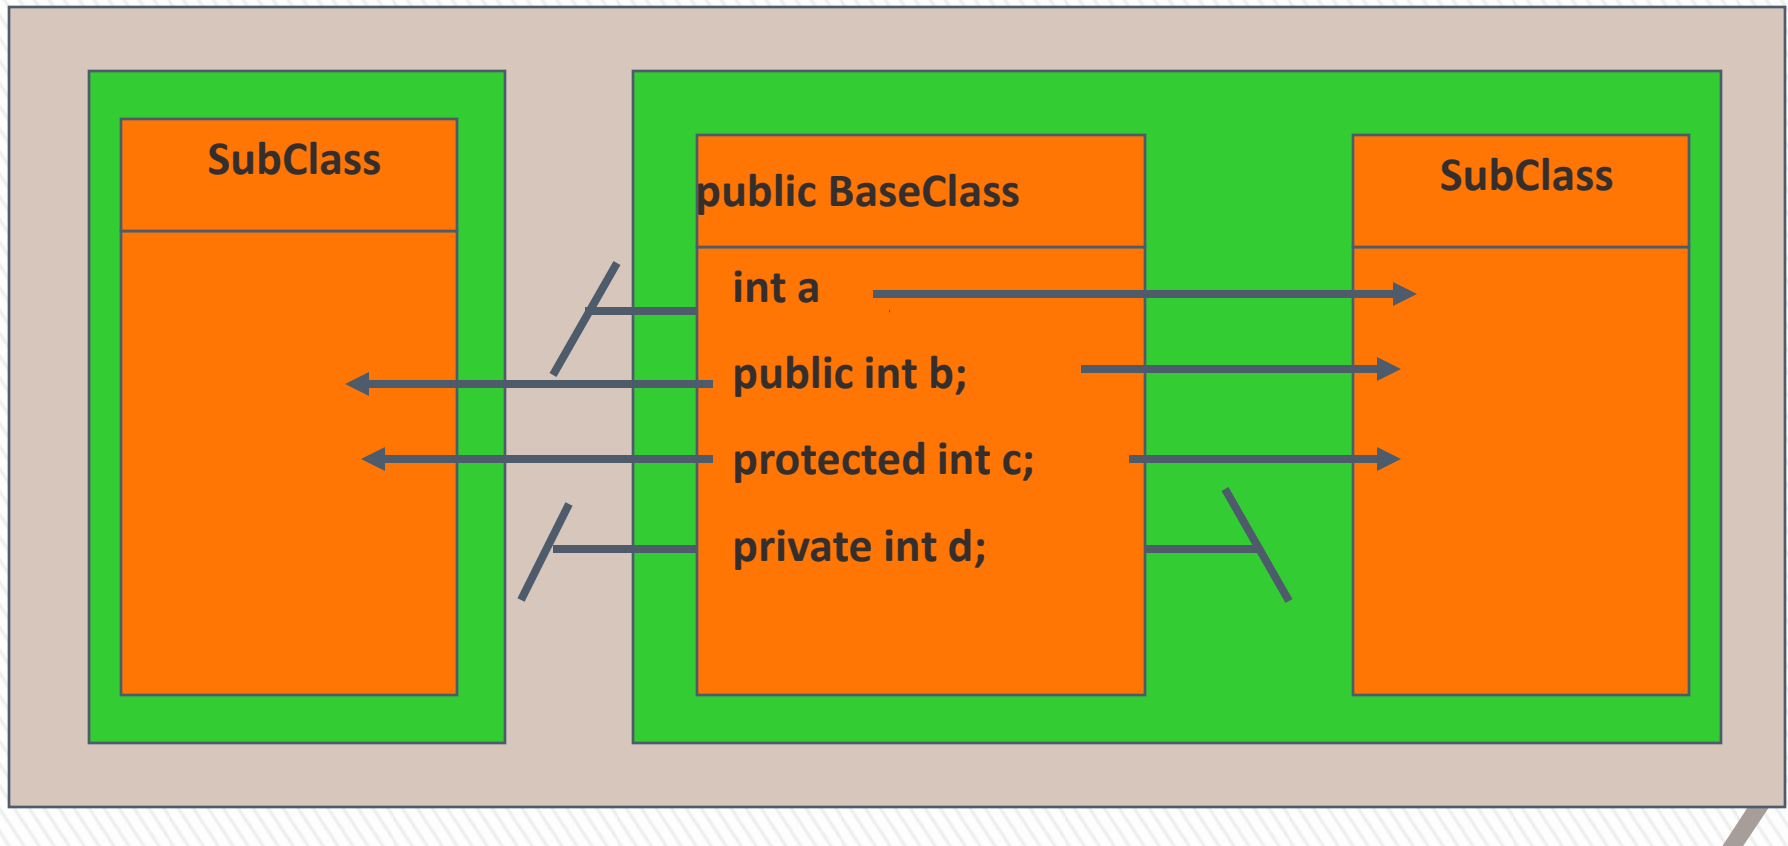 SubClass
public BaseClass
SubClass
int a
public int b;
protected int c;
private int d;